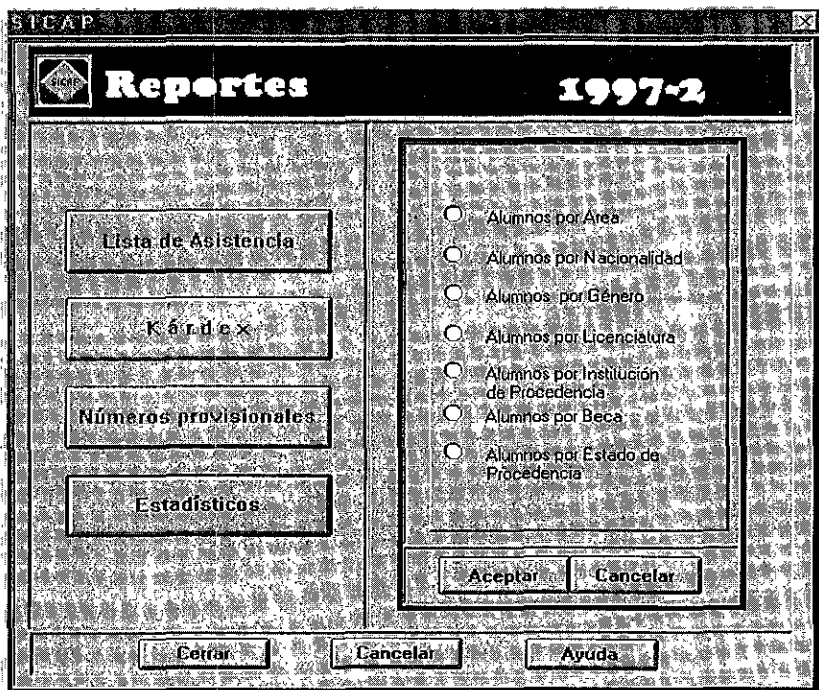 SICAP
SICAP
Reportes
1997-2
Lista de Asistencia
Kárdex
Números provisionales
Estadísticos
Alumnos por Area
Alumnos por Nacionalidad
Alumnos por Género
Alumnos por Licenciatura
Alumnos por Institución
de Procedencia
Alumnos por Beca
Alumnos por Estado de
Procedencia
Aceptar
Cancelar
Cerrar
Cancelar
Ayuda